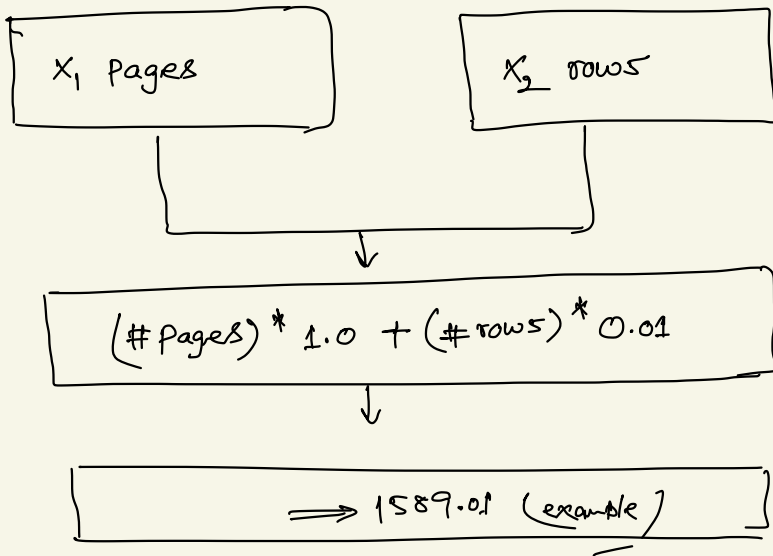 X₁ pages
X₂ rows
(# pages) * 1.0 + (# rows) * 0.01
⟹ 1589.01 (example)